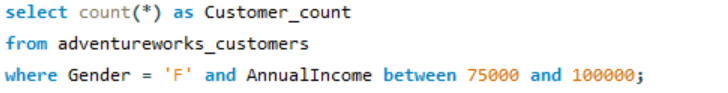 select count(*) as Customer_count
from adventureworks_customers
where Gender = 'F' and AnnualIncome between 75000 and 100000;